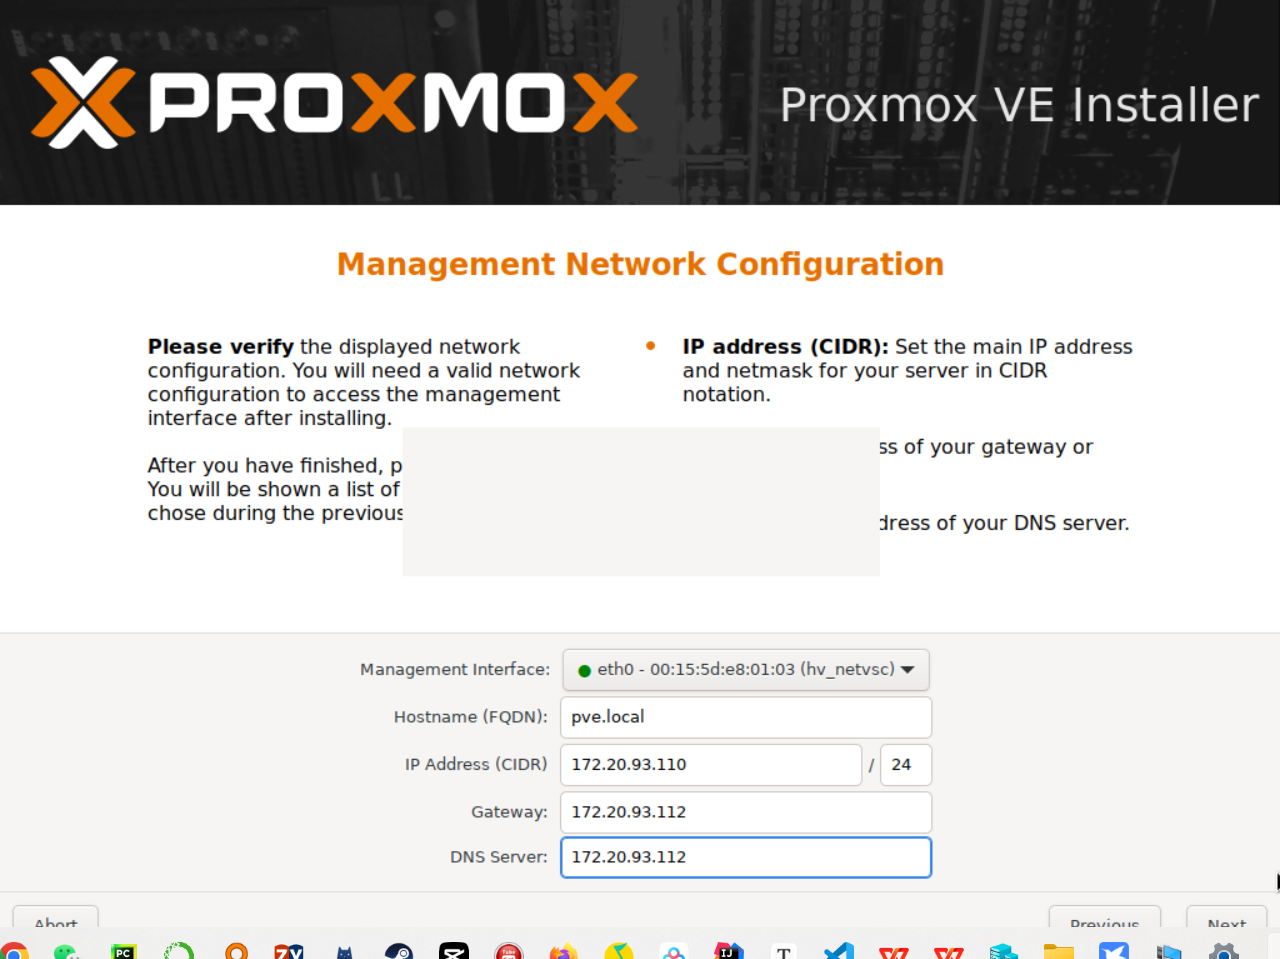 PROXMOX
Proxmox VE Installer
Management Network Configuration
Please verify the displayed network
configuration. You will need a valid network
configuration to access the management
interface after installing.
After you have finished, p
You will be shown a list of
chose during the previous
IP address (CIDR): Set the main IP address
and netmask for your server in CIDR
notation.
ss of your gateway or
dress of your DNS server.
Management Interface:
eth0 - 00:15:5d:e8:01:03 (hv_netvsc)
Hostname (FQDN):
pve.local
IP Address (CIDR)
172.20.93.110 / 24
Gateway:
172.20.93.112
DNS Server:
172.20.93.112
Abort
Previous
Next
PC
IJ
T